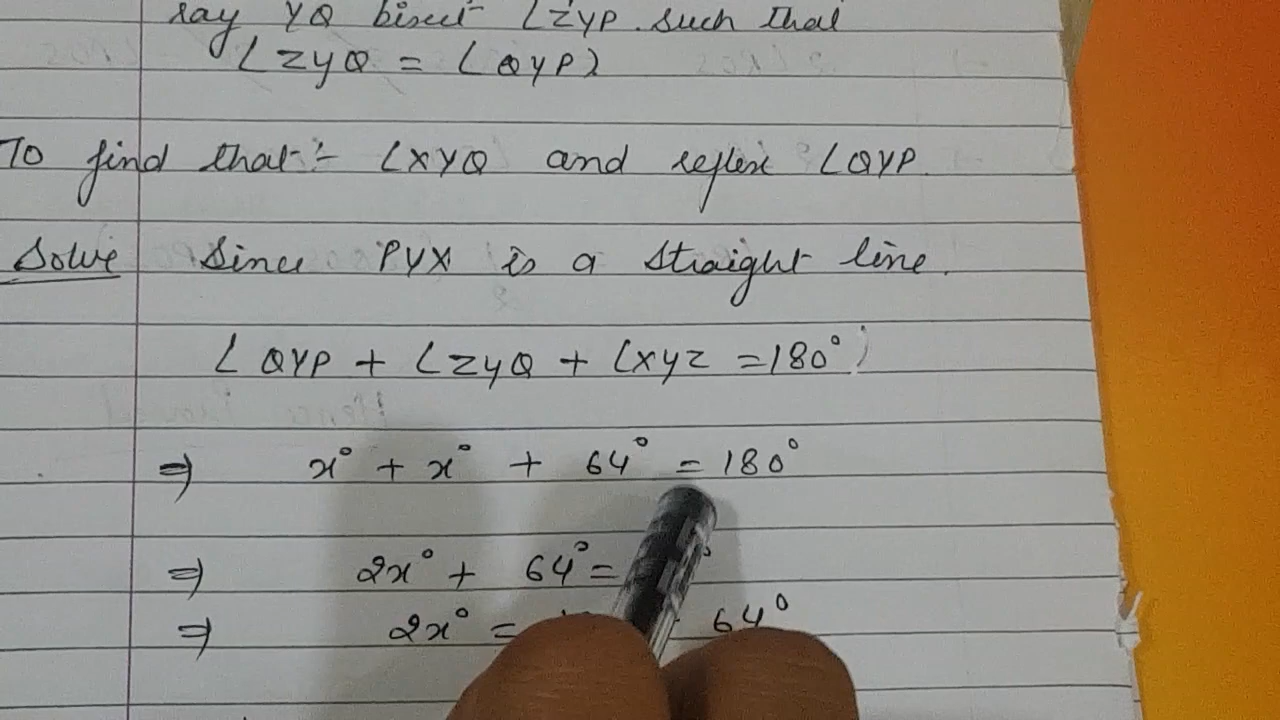 ray YQ bisect ∠ZYP. such that
∠ZYQ = ∠QYP)
To find that:- ∠XYQ and reflex ∠QYP.
Solve Since PYX is a straight line.
∠QYP + ∠ZYQ + ∠XYZ = 180°
⇒ x° + x° + 64° = 180°
⇒ 2x° + 64° =
⇒ 2x° = 64°